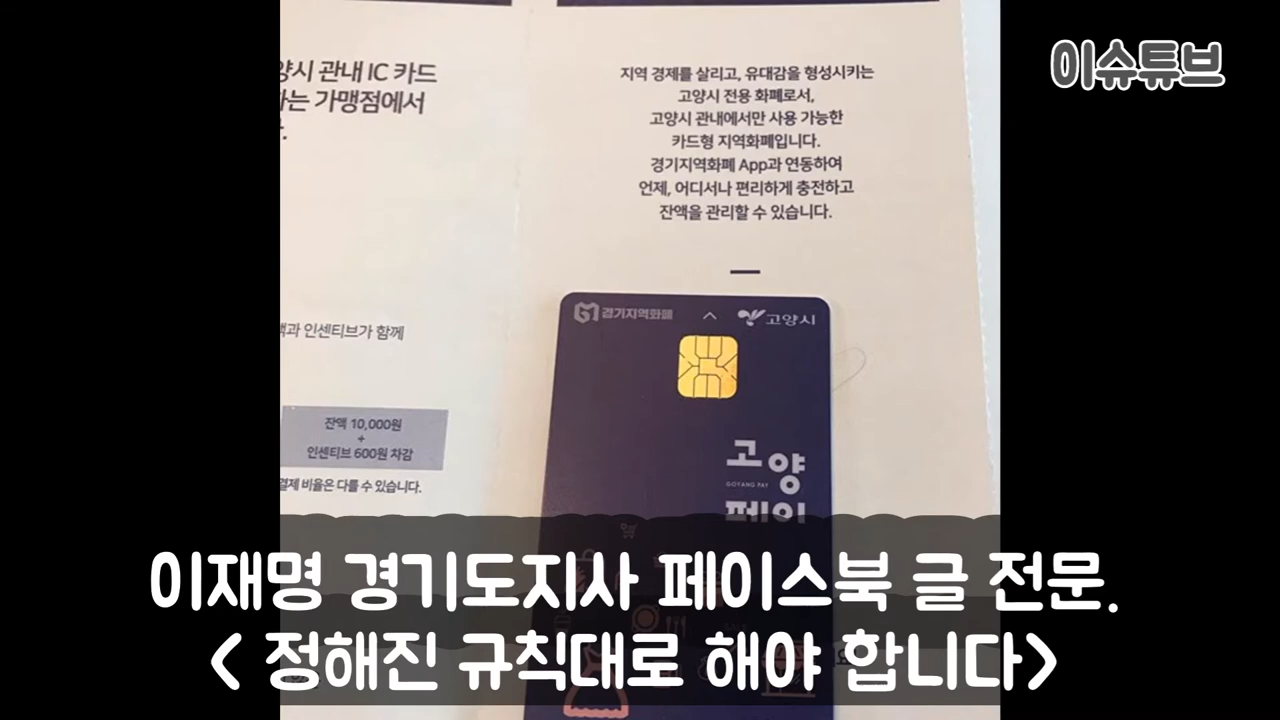 이슈튜브
양시 관내 IC 카드
하는 가맹점에서
지역 경제를 살리고, 유대감을 형성시키는
고양시 전용 화폐로서,
고양시 관내에서만 사용 가능한
카드형 지역화폐입니다.
경기지역화폐 App과 연동하여
언제, 어디서나 편리하게 충전하고
잔액을 관리할 수 있습니다.
액과 인센티브가 함께
잔액 10,000원
+
인센티브 600원 차감
결제 비율은 다를 수 있습니다.
경기지역화폐
고양시
고양
GOYANG PAY
페이
이재명 경기도지사 페이스북 글 전문.
< 정해진 규칙대로 해야 합니다>